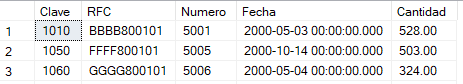 Clave RFC Numero Fecha Cantidad
1 1010 BBBB800101 5001 2000-05-03 00:00:00.000 528.00
2 1050 FFFF800101 5005 2000-10-14 00:00:00.000 503.00
3 1060 GGGG800101 5006 2000-05-04 00:00:00.000 324.00